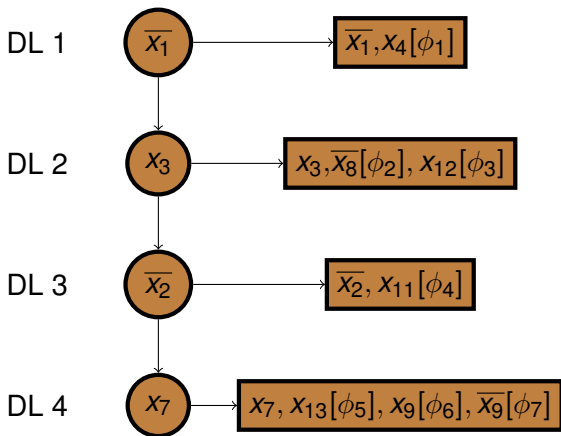 DL 1 x̅₁ x̅₁, x₄[ϕ₁]
DL 2 x₃ x₃, x̅₈[ϕ₂], x₁₂[ϕ₃]
DL 3 x̅₂ x̅₂, x₁₁[ϕ₄]
DL 4 x₇ x₇, x₁₃[ϕ₅], x₉[ϕ₆], x̅₉[ϕ₇]